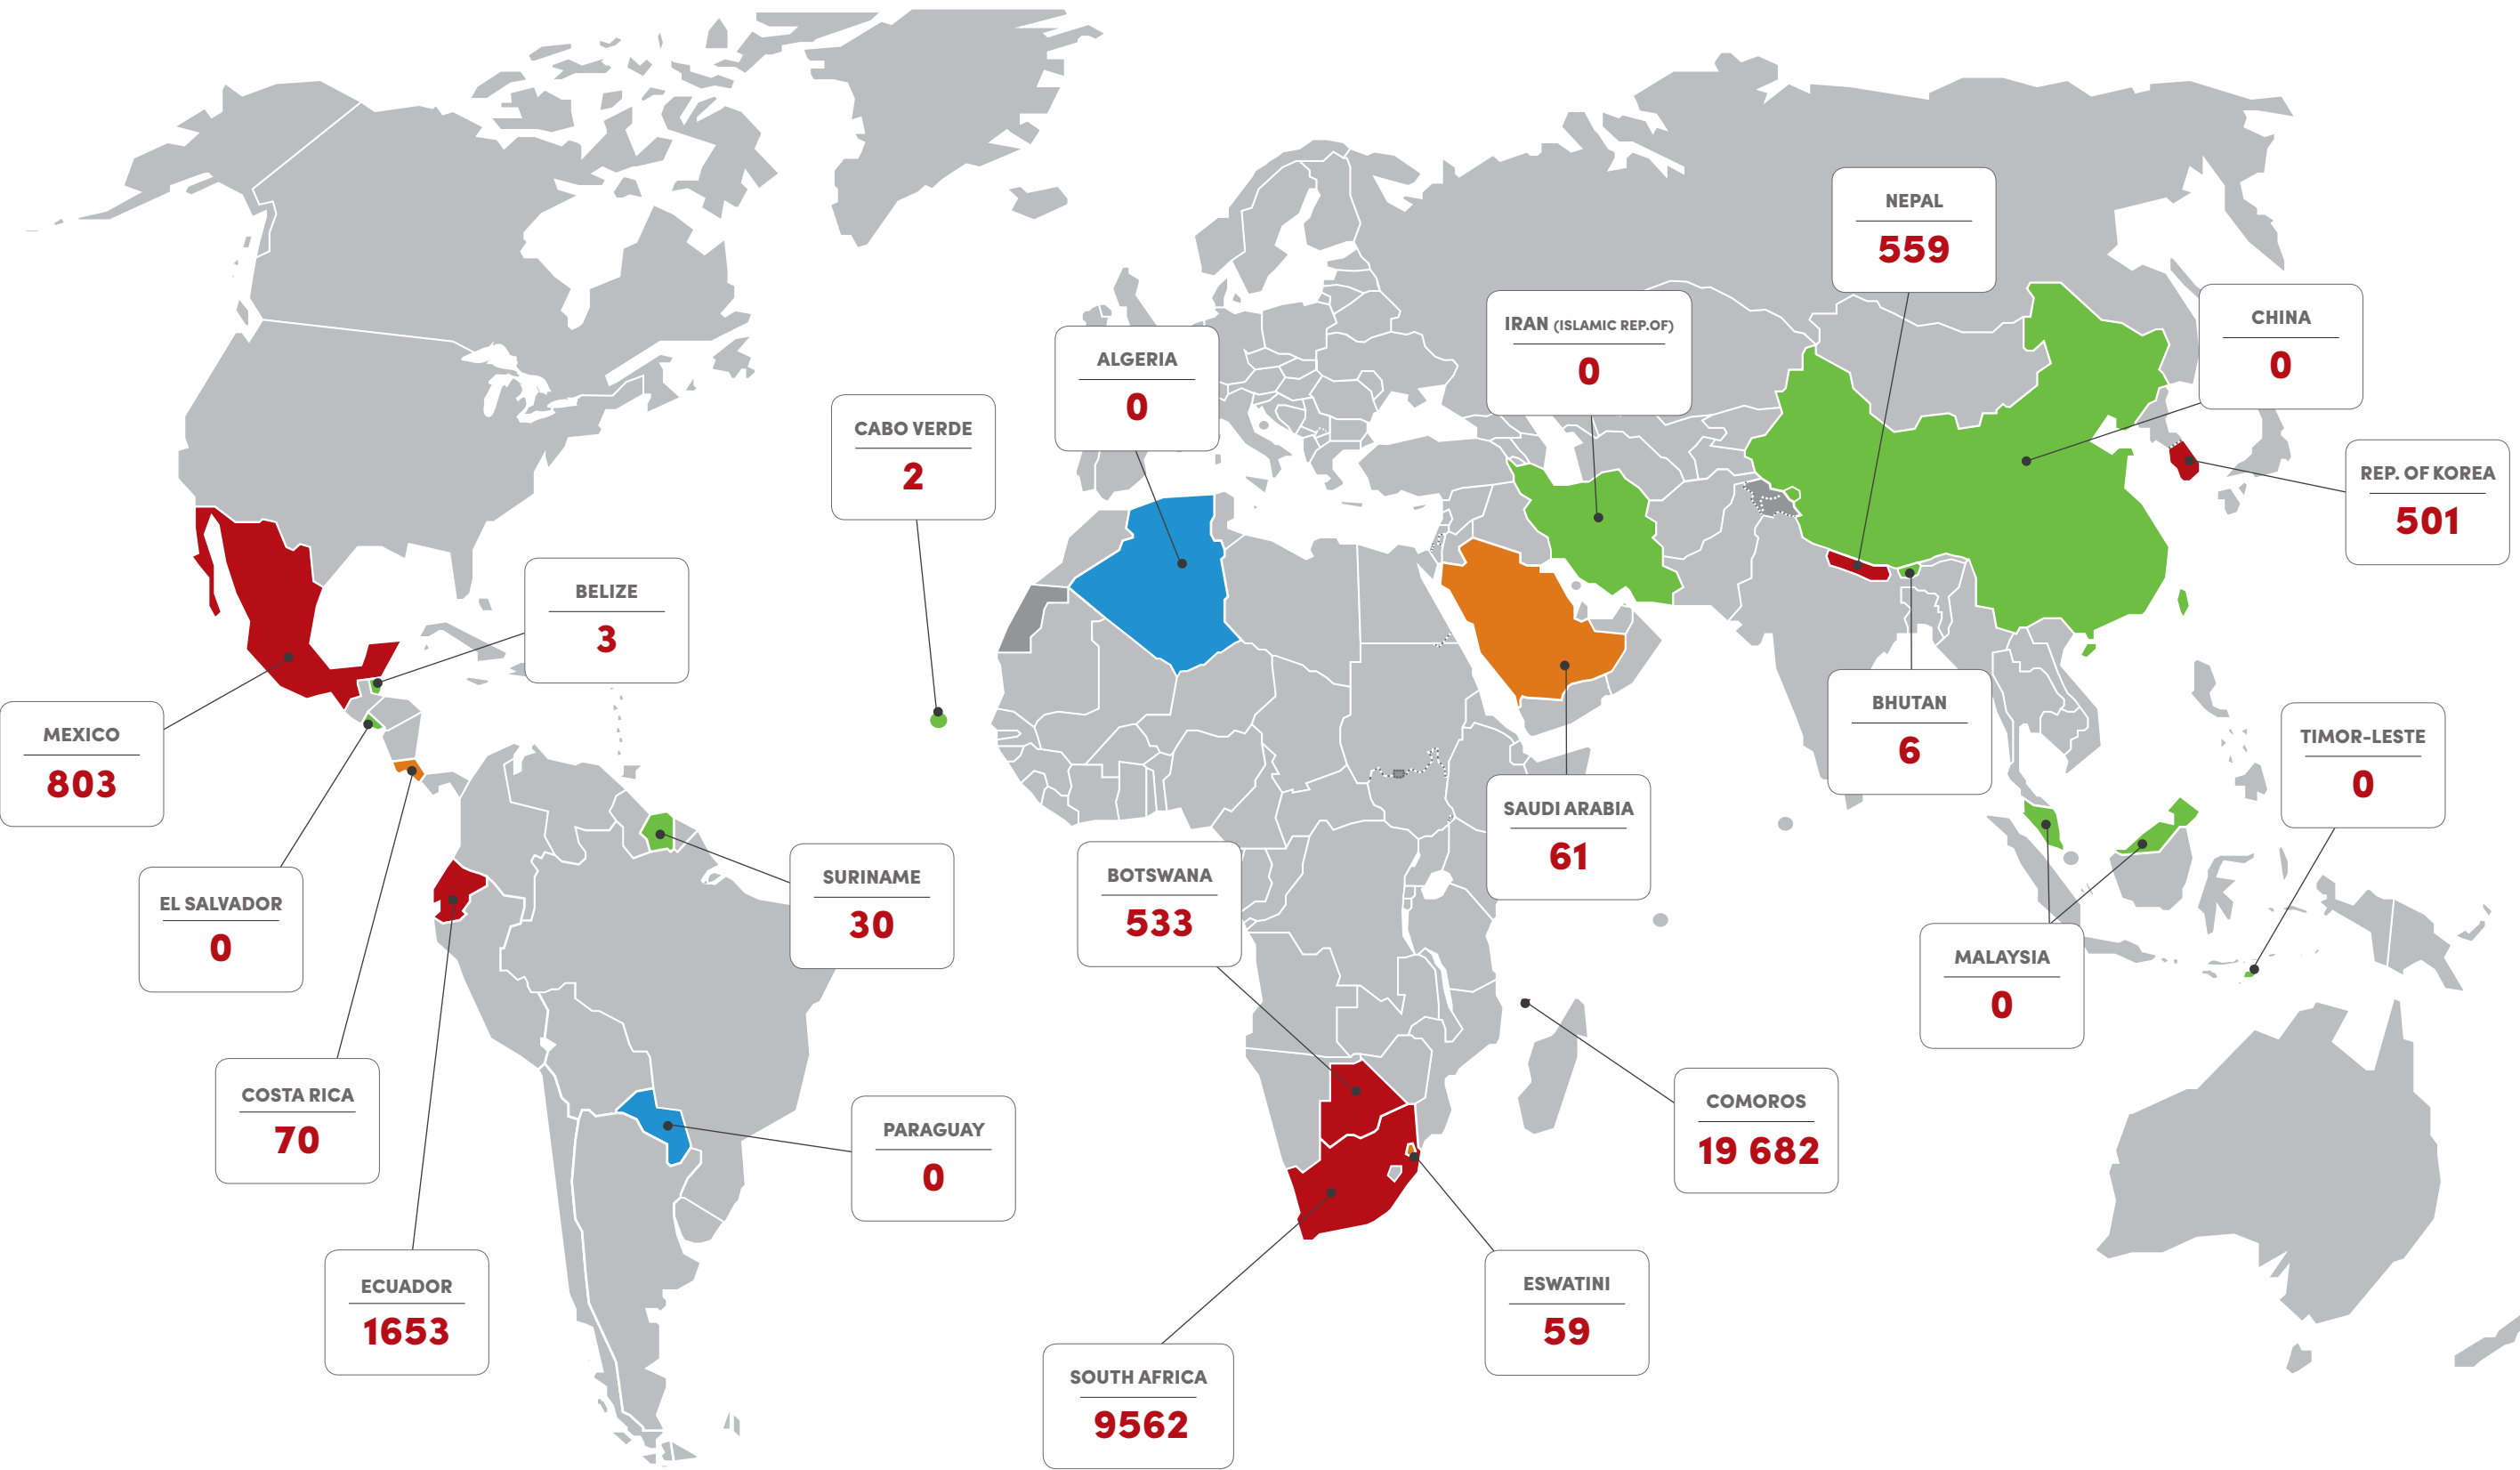 NEPAL
559
CHINA
0
IRAN (ISLAMIC REP.OF)
0
ALGERIA
0
CABO VERDE
2
REP. OF KOREA
501
BELIZE
3
MEXICO
803
BHUTAN
6
TIMOR-LESTE
0
SAUDI ARABIA
61
EL SALVADOR
0
SURINAME
30
BOTSWANA
533
MALAYSIA
0
COSTA RICA
70
PARAGUAY
0
COMOROS
19 682
ECUADOR
1653
ESWATINI
59
SOUTH AFRICA
9562